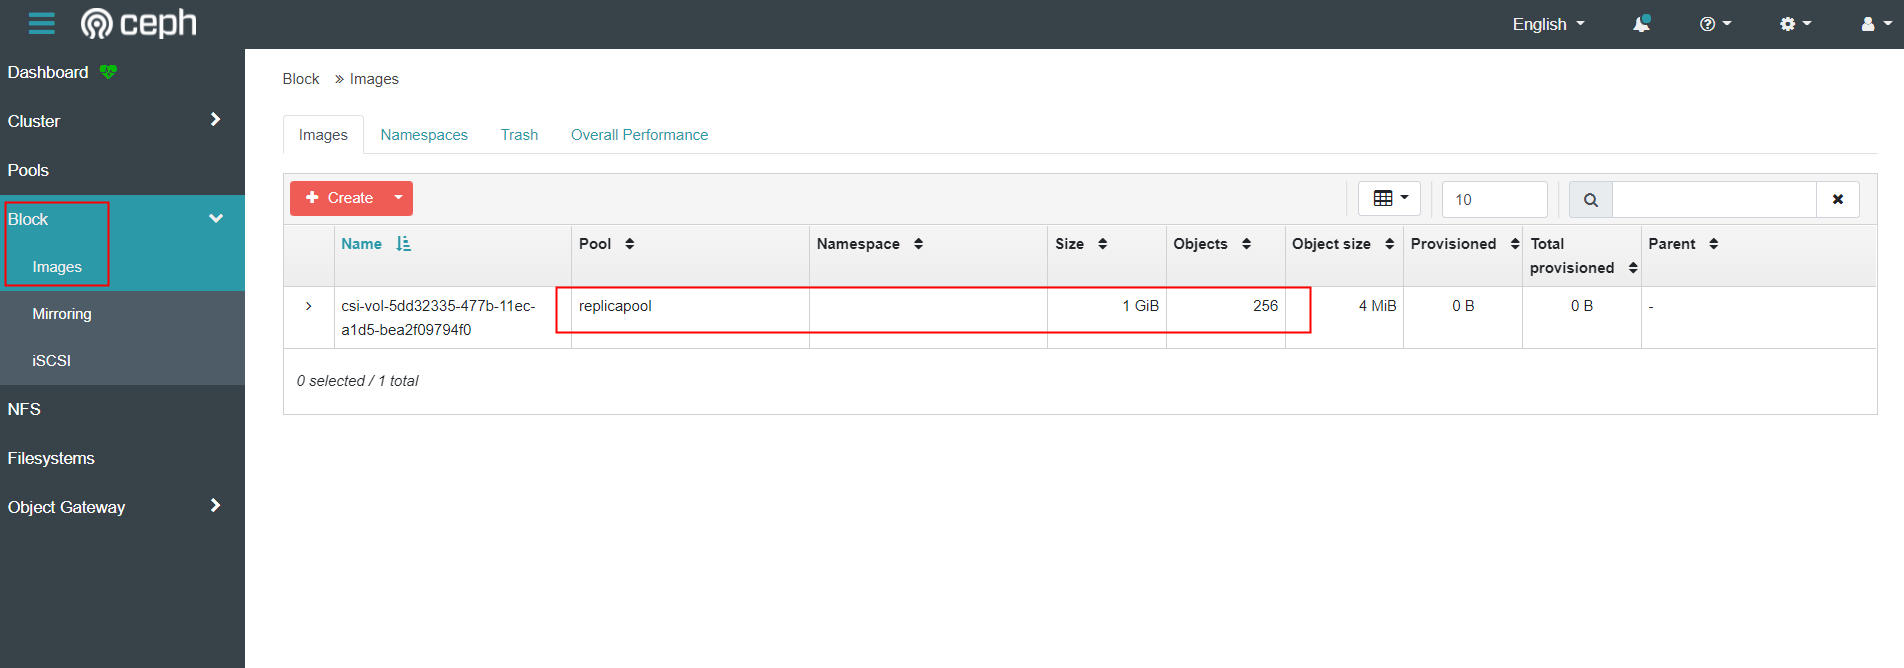 ceph
English
Dashboard
Cluster
Pools
Block
Images
Mirroring
iSCSI
NFS
Filesystems
Object Gateway
Block » Images
Images Namespaces Trash Overall Performance
Create 10
Name Pool Namespace Size Objects Object size Provisioned Total provisioned Parent
csi-vol-5dd32335-477b-11ec- replicapool 1 GiB 256 4 MiB 0 B 0 B -
a1d5-bea2f09794f0
0 selected / 1 total